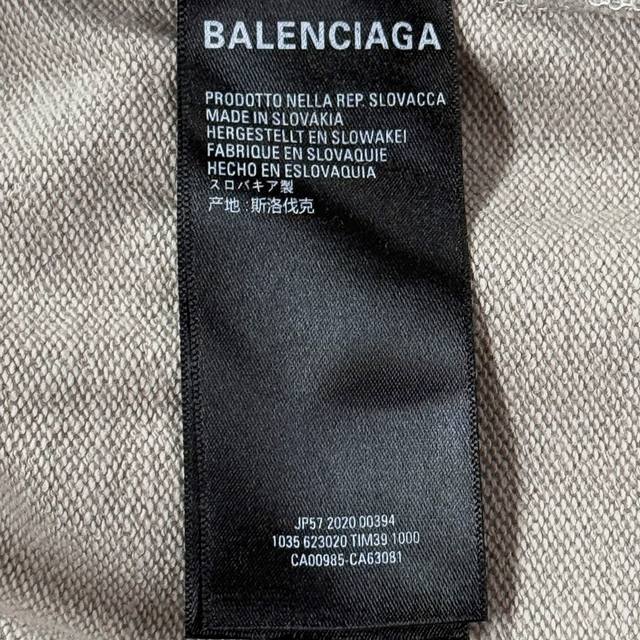 BALENCIAGA
PRODOTTO NELLA REP. SLOVACCA
MADE IN SLOVAKIA
HERGESTELLT EN SLOWAKEI
FABRIQUE EN SLOVAQUIE
HECHO EN ESLOVAQUIA
スロバキア製
产地 :斯洛伐克
JP57 2020 00394
1035 623020 TIM39 1000
CA00985-CA63081